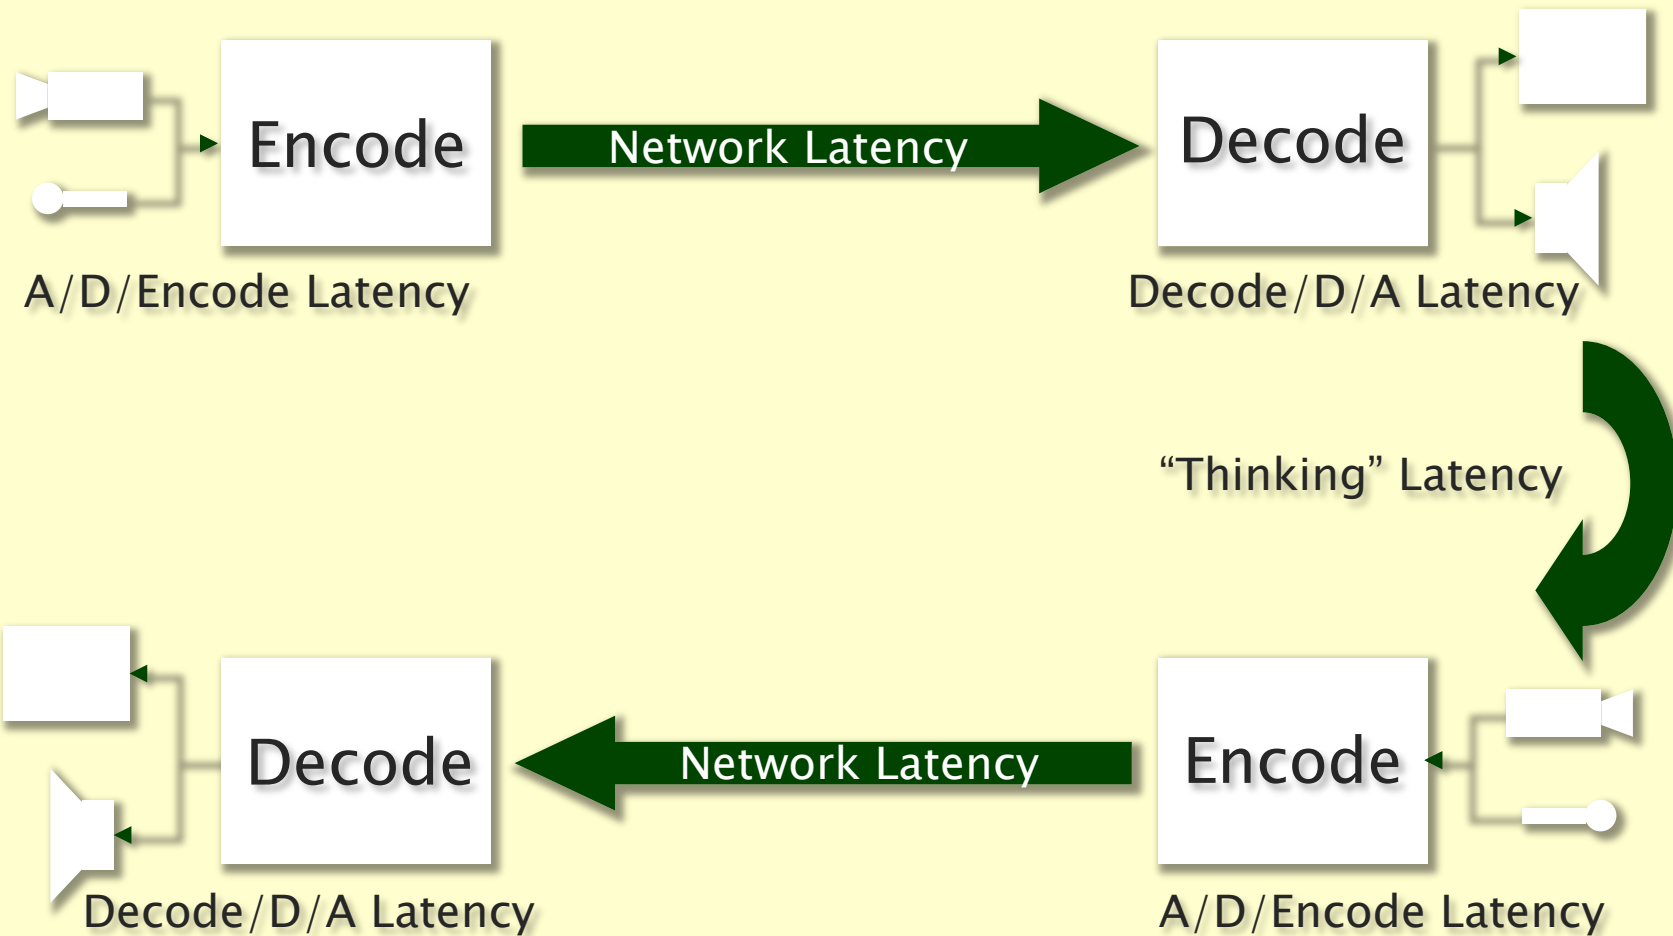 Encode
Network Latency
Decode
A/D/Encode Latency
Decode/D/A Latency
“Thinking” Latency
Decode
Network Latency
Encode
Decode/D/A Latency
A/D/Encode Latency